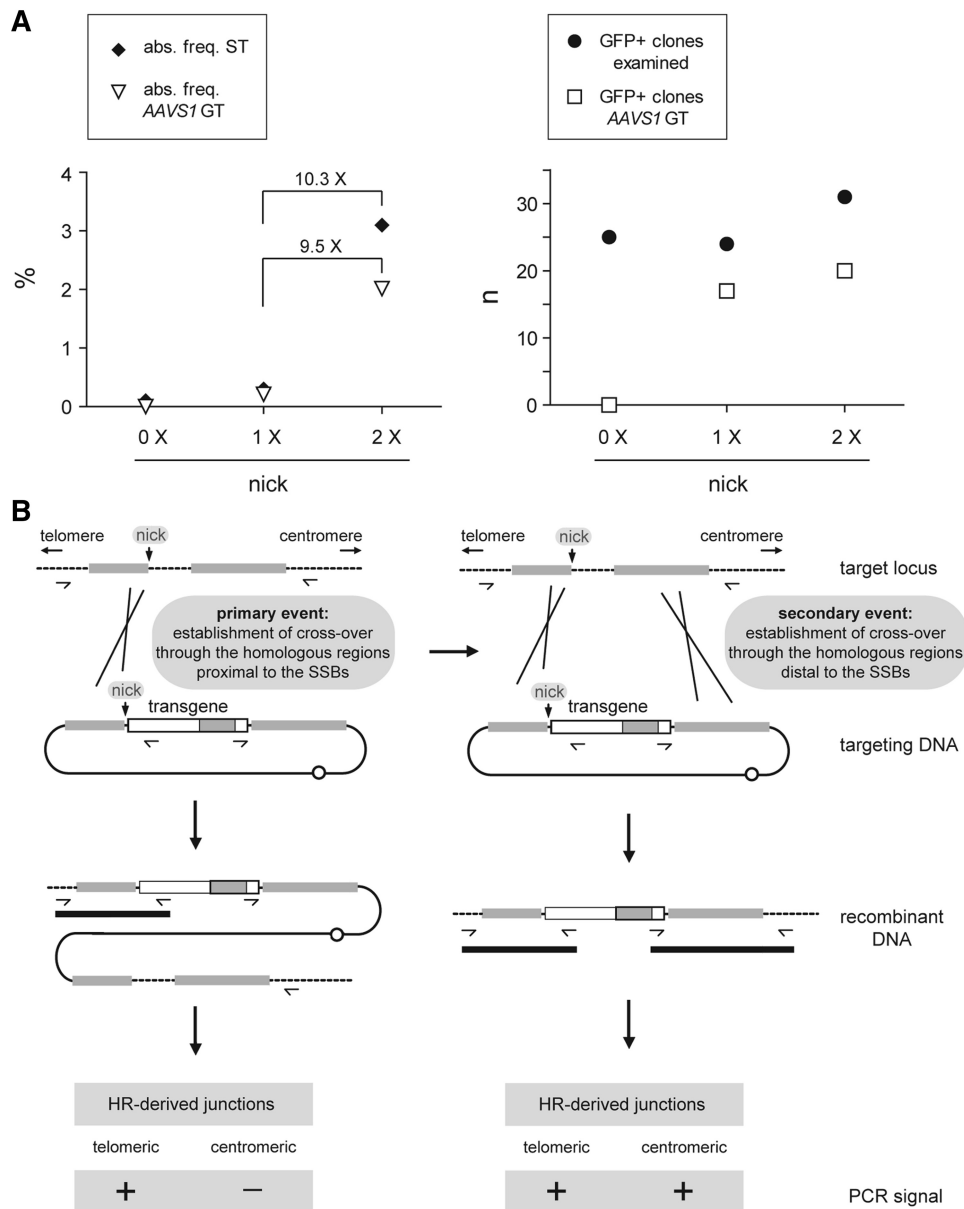 A
abs. freq. ST
abs. freq.
AAVS1 GT
GFP+ clones
examined
GFP+ clones
AAVS1 GT
4
3
2
1
0
%
10.3 X
9.5 X
0 X
1 X
2 X
nick
30
20
10
0
n
0 X
1 X
2 X
nick
B
telomere
nick
centromere
telomere
nick
centromere
target locus
primary event:
establishment of cross-over
through the homologous regions
proximal to the SSBs
secondary event:
establishment of cross-over
through the homologous regions
distal to the SSBs
nick
transgene
nick
transgene
targeting DNA
recombinant
DNA
HR-derived junctions
telomeric
centromeric
+
−
HR-derived junctions
telomeric
centromeric
+
+
PCR signal